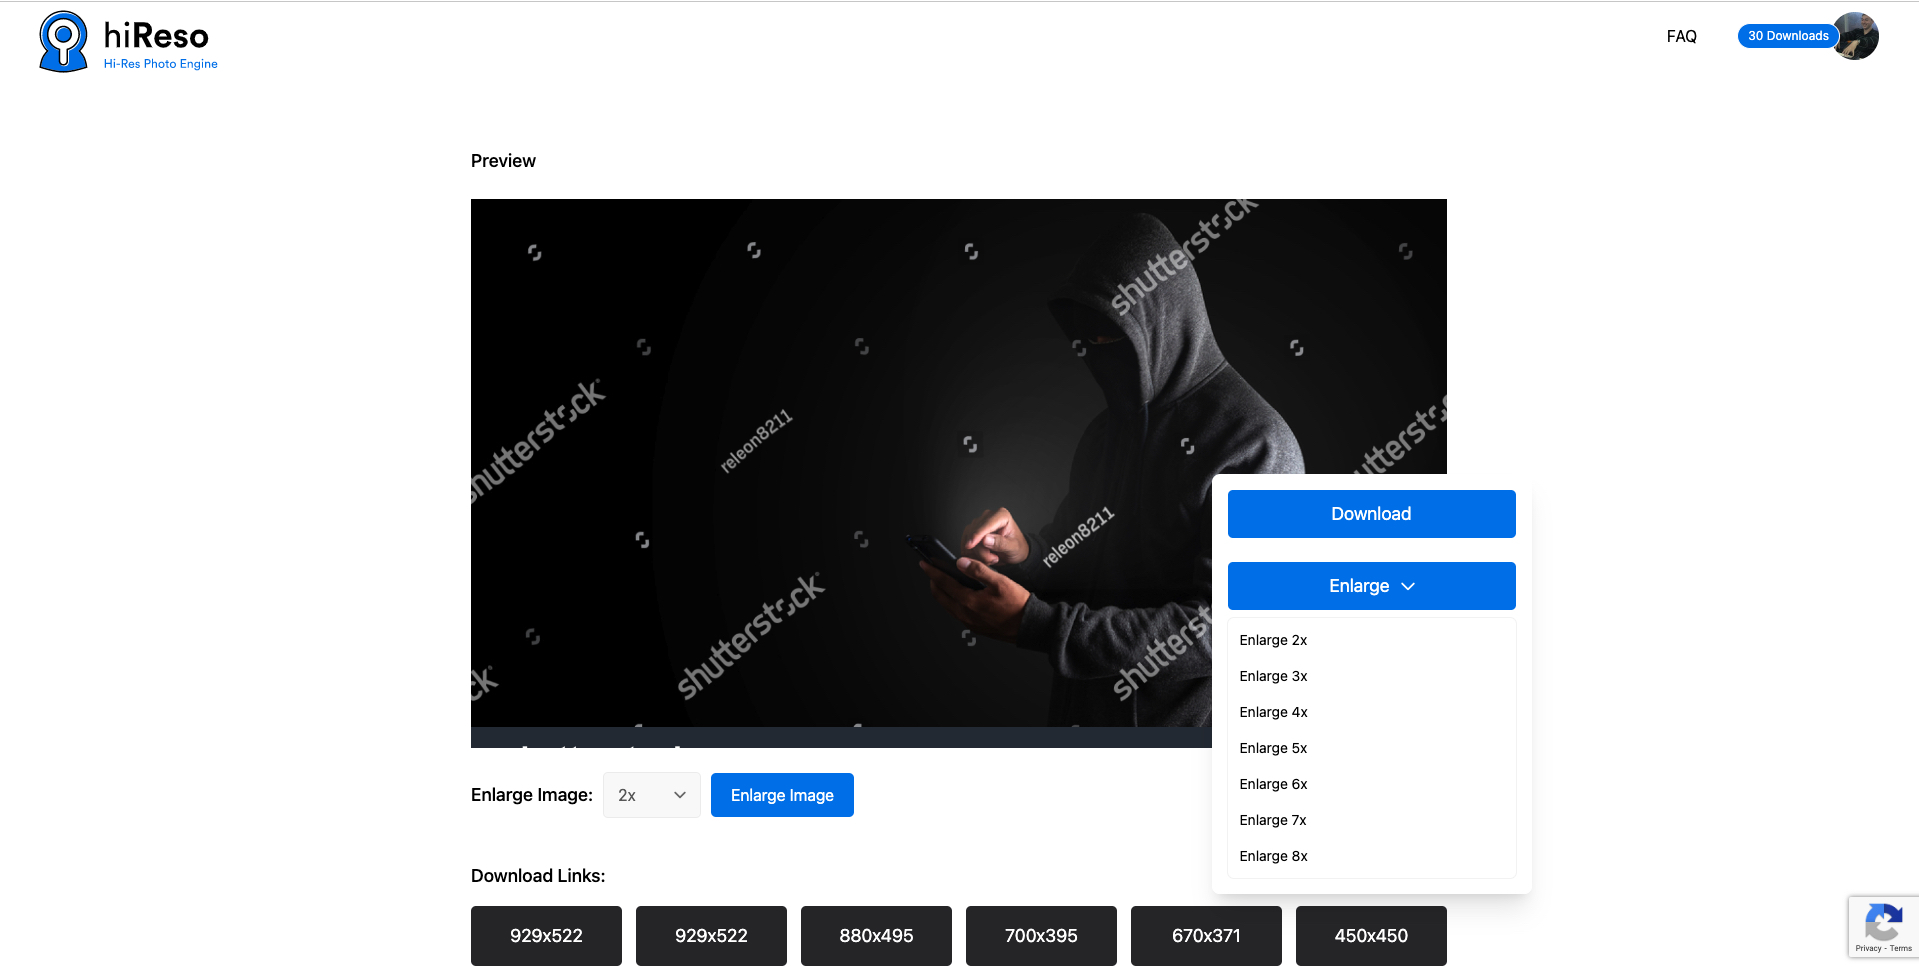 hiReso
Hi-Res Photo Engine
FAQ
30 Downloads
Preview
shutterstock
shutterstock
releon8211
shutterstock
releon8211
shutterstock
shutterst
ck
Download
Enlarge
Enlarge 2x
Enlarge 3x
Enlarge 4x
Enlarge 5x
Enlarge 6x
Enlarge 7x
Enlarge 8x
Enlarge Image:
2x
Enlarge Image
Download Links:
929x522
929x522
880x495
700x395
670x371
450x450
Privacy - Terms